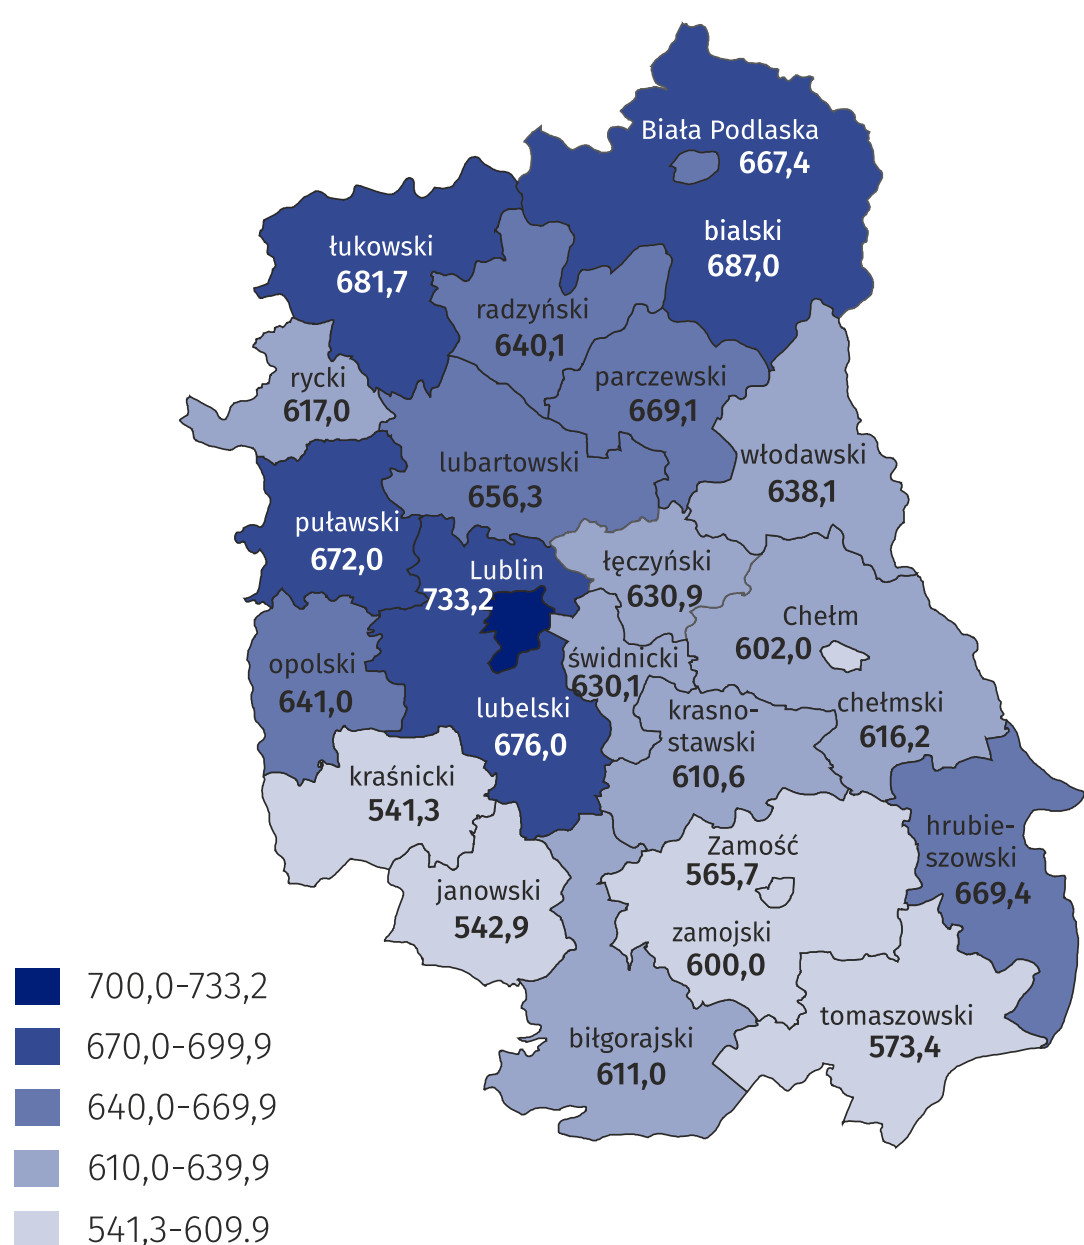 Biała Podlaska
667,4
bialski
687,0
łukowski
681,7
radzyński
640,1
rycki
617,0
parczewski
669,1
lubartowski
656,3
włodawski
638,1
puławski
672,0
Lublin
733,2
łęczyński
630,9
Chełm
602,0
opolski
641,0
świdnicki
630,1
lubelski
676,0
krasno-
stawski
610,6
chełmski
616,2
kraśnicki
541,3
hrubie-
szowski
669,4
Zamość
565,7
janowski
542,9
zamojski
600,0
tomaszowski
573,4
biłgorajski
611,0
700,0-733,2
670,0-699,9
640,0-669,9
610,0-639,9
541,3-609.9